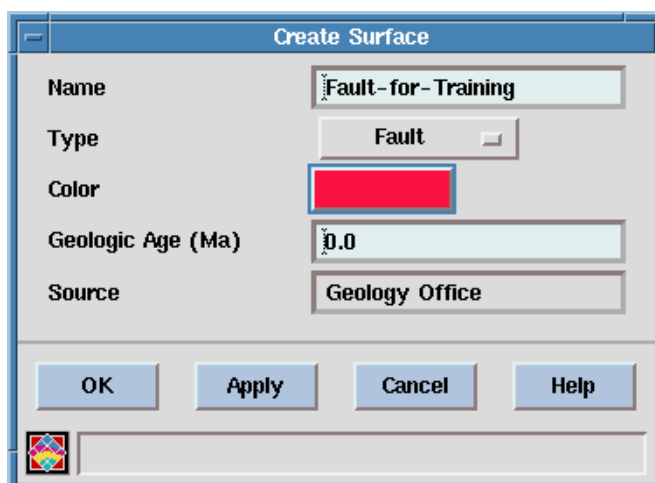 Create Surface
Name Fault-for-Training
Type Fault
Color
Geologic Age (Ma) 0.0
Source Geology Office
OK Apply Cancel Help